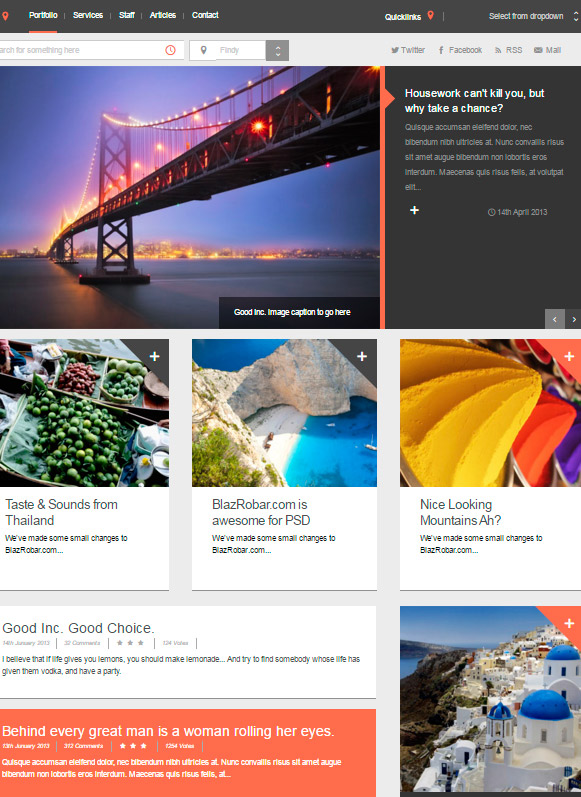 Portfolio Services Staff Articles Contact Quicklinks Select from dropdown
arch for something here Findy Twitter Facebook RSS Mail
Good Inc. Image caption to go here
Housework can't kill you, but
why take a chance?
Quisque accumsan eleifend dolor, nec
bibendum nibh ultricies at. Nunc convallis risus
sit amet augue bibendum non lobortis eros
interdum. Maecenas quis risus felis, at volutpat
elit...
14th April 2013
Taste & Sounds from
Thailand
We've made some small changes to
BlazRobar.com...
BlazRobar.com is
awesome for PSD
We've made some small changes to
BlazRobar.com...
Nice Looking
Mountains Ah?
We've made some small changes to
BlazRobar.com...
Good Inc. Good Choice.
14th January 2013 32 Comments 124 Votes
I believe that if life gives you lemons, you should make lemonade... And try to find somebody whose life has
given them vodka, and have a party.
Behind every great man is a woman rolling her eyes.
13th January 2013 312 Comments 1254 Votes
Quisque accumsan eleifend dolor, nec bibendum nibh ultricies at. Nunc convallis risus sit amet augue
bibendum non lobortis eros interdum. Maecenas quis risus felis, at...